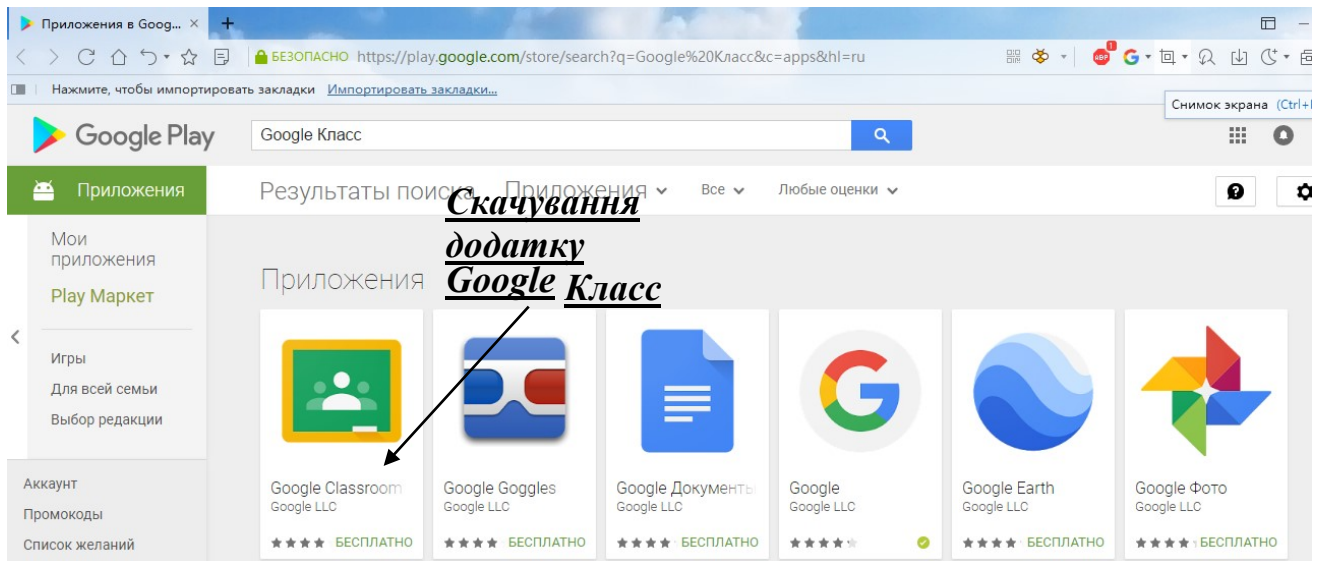 Приложения в Goog...
БЕЗОПАСНО https://play.google.com/store/search?q=Google%20Класс&c=apps&hl=ru
Нажмите, чтобы импортировать закладки Импортировать закладки...
Снимок экрана (Ctrl+
Google Play
Google Класс
Приложения
Результаты поиска Приложения Все Любые оценки
Скачування
додатку
Google Класс
Мои
приложения
Play Маркет
Игры
Для всей семьи
Выбор редакции
Аккаунт
Промокоды
Список желаний
Приложения
Google Classroom
Google LLC
БЕСПЛАТНО
Google Goggles
Google LLC
БЕСПЛАТНО
Google Документы
Google LLC
БЕСПЛАТНО
Google
Google LLC
Google Earth
Google LLC
БЕСПЛАТНО
Google Фото
Google LLC
БЕСПЛАТНО